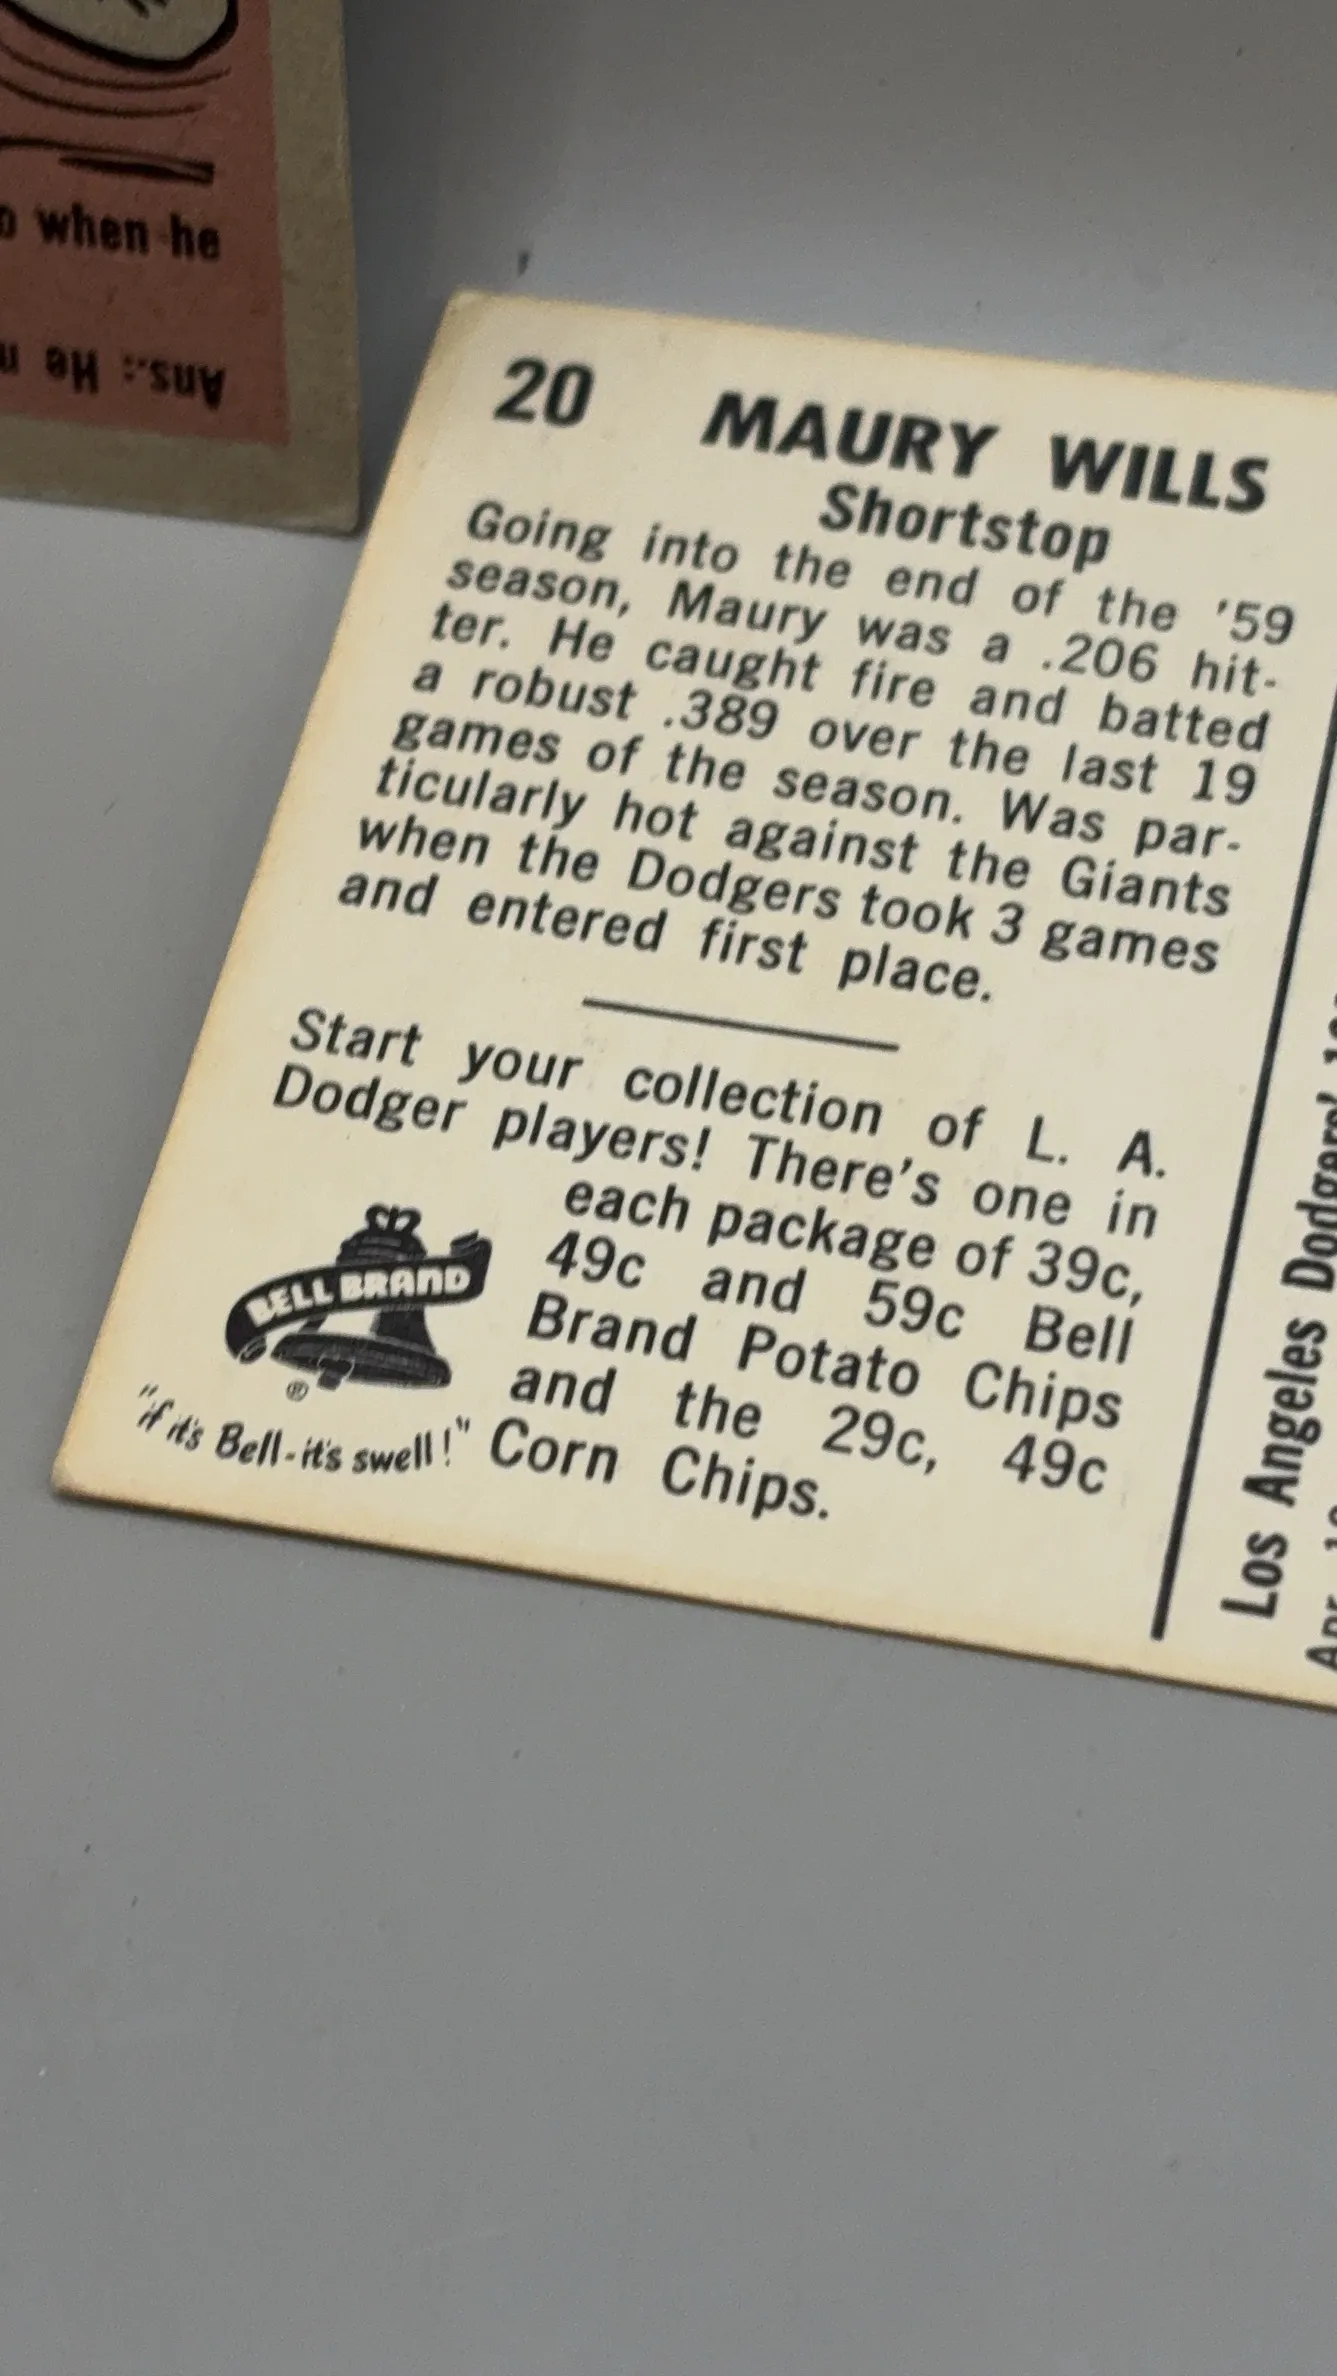 when he
Ans.: He
20 MAURY WILLS
Shortstop
Going into the end of the '59
season, Maury was a .206 hit-
ter. He caught fire and batted
a robust .389 over the last 19
games of the season. Was par-
ticularly hot against the Giants
when the Dodgers took 3 games
and entered first place.
Start your collection of L. A.
Dodger players! There's one in
each package of 39c,
49c and 59c Bell
Brand Potato Chips
and the 29c, 49c
Corn Chips.
BELL BRAND
®
"if it's Bell-it's swell!"
Los Angeles Dodgers'
Apr.